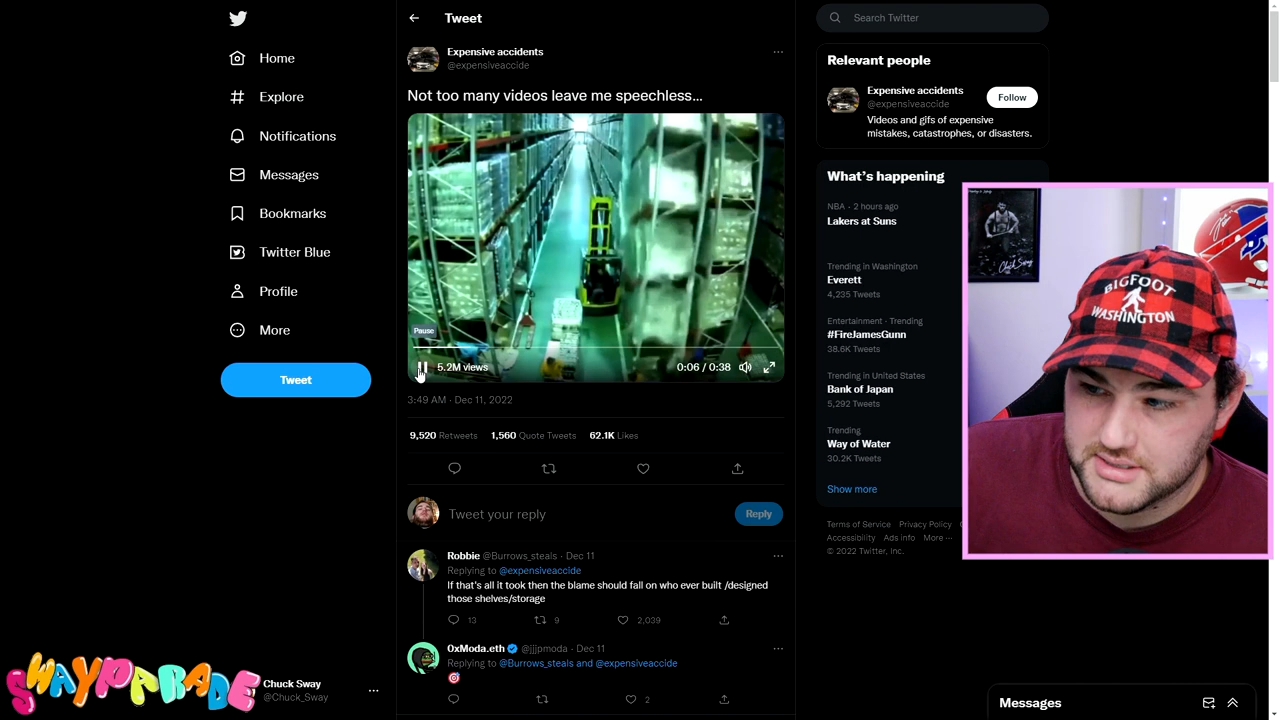 Home
Explore
Notifications
Messages
Bookmarks
Twitter Blue
Profile
More
Tweet
SWAYPARADE
Chuck Sway
@Chuck_Sway
Tweet
Expensive accidents
@expensiveaccide
Not too many videos leave me speechless...
Pause
5.2M views
0:06 / 0:38
3:49 AM · Dec 11, 2022
9,520 Retweets 1,560 Quote Tweets 62.1K Likes
Tweet your reply
Reply
Robbie @Burrows_steals · Dec 11
Replying to @expensiveaccide
If that's all it took then the blame should fall on who ever built /designed
those shelves/storage
13 9 2,039
0xModa.eth @jjjpmoda · Dec 11
Replying to @Burrows_steals and @expensiveaccide
2
Search Twitter
Relevant people
Expensive accidents
@expensiveaccide
Follow
Videos and gifs of expensive
mistakes, catastrophes, or disasters.
What's happening
NBA · 2 hours ago
Lakers at Suns
Trending in Washington
Everett
4,235 Tweets
Entertainment · Trending
#FireJamesGunn
38.6K Tweets
Trending in United States
Bank of Japan
5,292 Tweets
Trending
Way of Water
30.2K Tweets
Show more
Terms of Service Privacy Policy
Accessibility Ads info More ···
© 2022 Twitter, Inc.
Chuck Sway
BIGFOOT
WASHINGTON
Messages